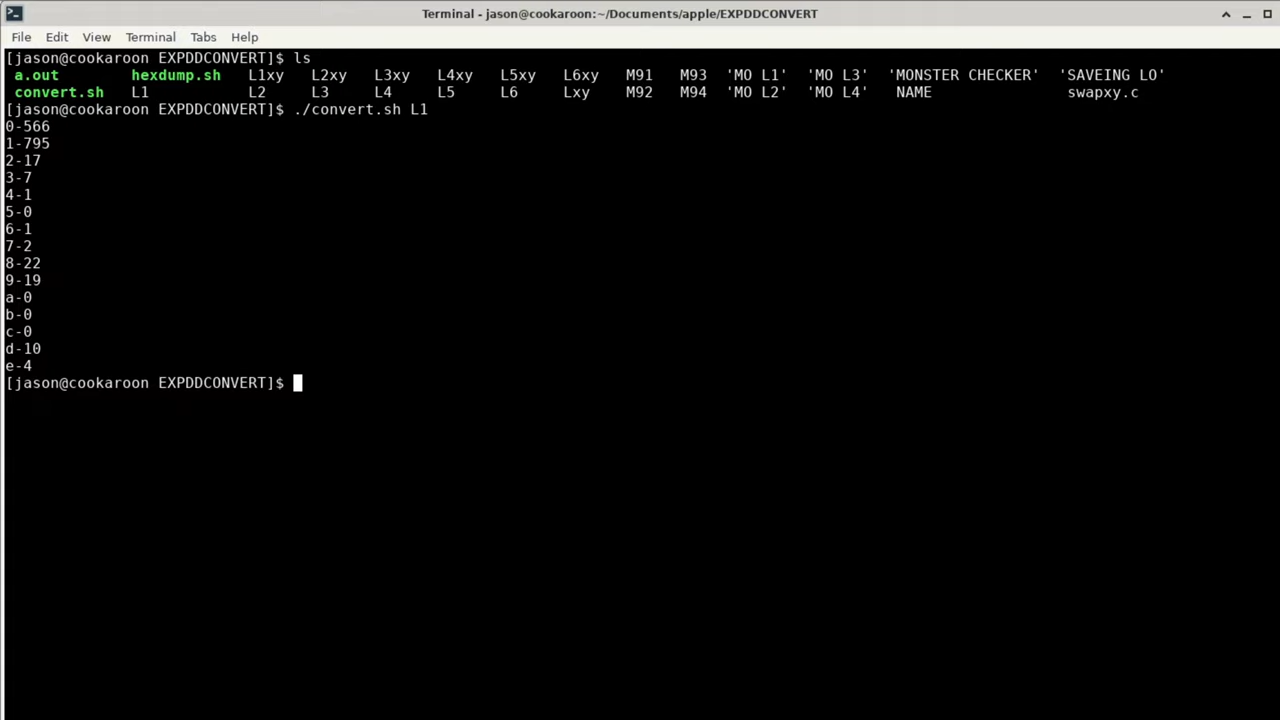 Terminal - jason@cookaroon:~/Documents/apple/EXPDDCONVERT
File Edit View Terminal Tabs Help
[jason@cookaroon EXPDDCONVERT]$ ls
a.out hexdump.sh L1xy L2xy L3xy L4xy L5xy L6xy M91 M93 'MO L1' 'MO L3' 'MONSTER CHECKER' 'SAVEING LO'
convert.sh L1 L2 L3 L4 L5 L6 Lxy M92 M94 'MO L2' 'MO L4' NAME swapxy.c
[jason@cookaroon EXPDDCONVERT]$ ./convert.sh L1
0-566
1-795
2-17
3-7
4-1
5-0
6-1
7-2
8-22
9-19
a-0
b-0
c-0
d-10
e-4
[jason@cookaroon EXPDDCONVERT]$